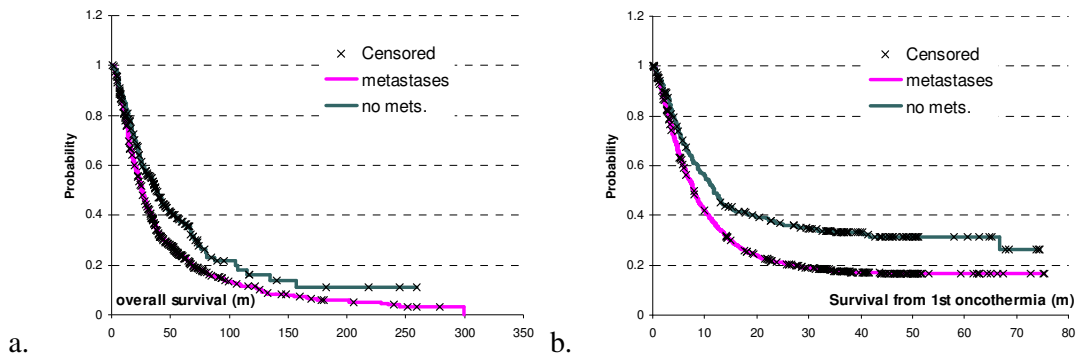 1.2
1
0.8
0.6
0.4
0.2
0
Probability
Censored
metastases
no mets.
overall survival (m)
0 50 100 150 200 250 300 350
a.
1.2
1
0.8
0.6
0.4
0.2
0
Probability
Censored
metastases
no mets.
Survival from 1st oncothermia (m)
0 10 20 30 40 50 60 70 80
b.